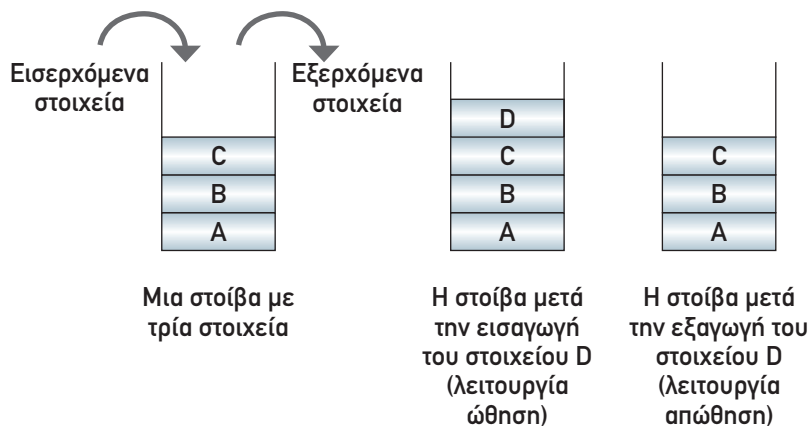 Εισερχόμενα
στοιχεία
Εξερχόμενα
στοιχεία
C
B
A
D
C
B
A
C
B
A
Μια στοίβα με
τρία στοιχεία
Η στοίβα μετά
την εισαγωγή
του στοιχείου D
(λειτουργία
ώθηση)
Η στοίβα μετά
την εξαγωγή του
στοιχείου D
(λειτουργία
απώθηση)